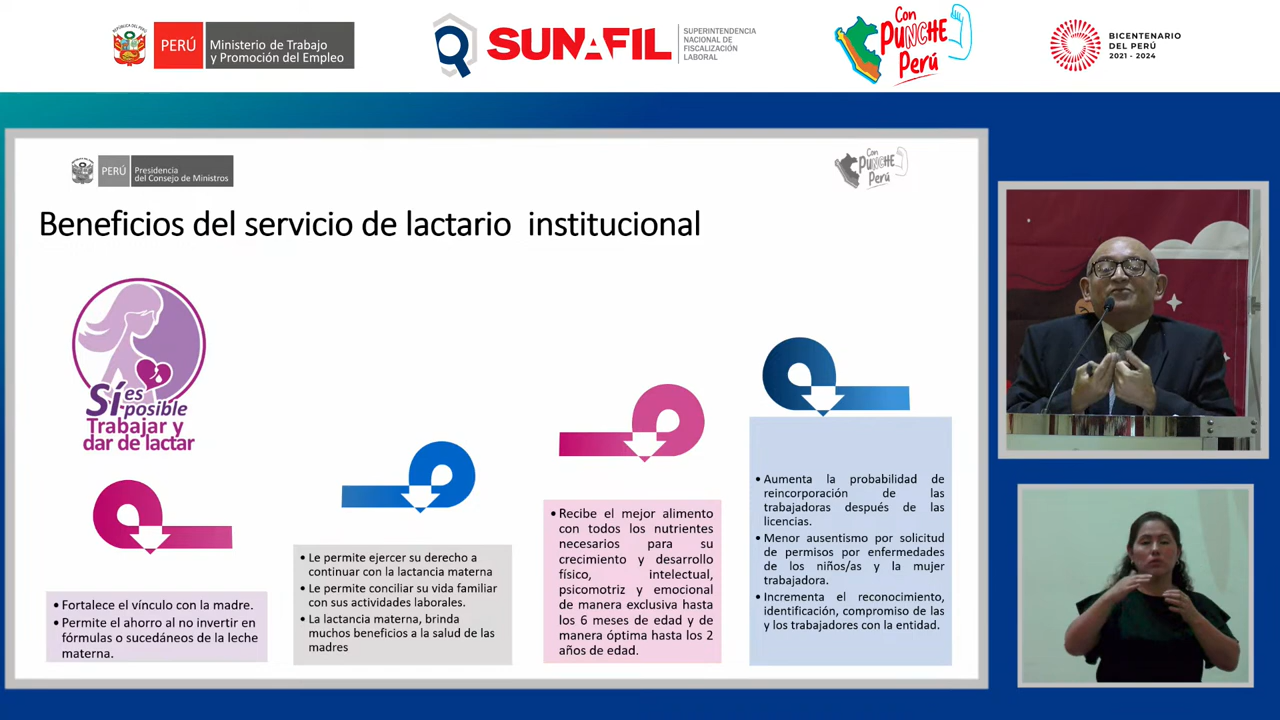 PERÚ
Ministerio de Trabajo
y Promoción del Empleo
SUNAFIL
SUPERINTENDENCIA
NACIONAL DE
FISCALIZACIÓN
LABORAL
Con
PUNCHE
Perú
BICENTENARIO
DEL PERÚ
2021 - 2024
PERÚ
Presidencia
del Consejo de Ministros
Con
PUNCHE
Perú
Beneficios del servicio de lactario institucional
Sí es
posible
Trabajar y
dar de lactar
• Fortalece el vínculo con la madre.
• Permite el ahorro al no invertir en
fórmulas o sucedáneos de la leche
materna.
• Le permite ejercer su derecho a
continuar con la lactancia materna
• Le permite conciliar su vida familiar
con sus actividades laborales.
• La lactancia materna, brinda
muchos beneficios a la salud de las
madres
• Recibe el mejor alimento
con todos los nutrientes
necesarios para su
crecimiento y desarrollo
físico, intelectual,
psicomotriz y emocional
de manera exclusiva hasta
los 6 meses de edad y de
manera óptima hasta los 2
años de edad.
• Aumenta la probabilidad de
reincorporación de las
trabajadoras después de las
licencias.
• Menor ausentismo por solicitud
de permisos por enfermedades
de los niños/as y la mujer
trabajadora.
• Incrementa el reconocimiento,
identificación, compromiso de las
y los trabajadores con la entidad.